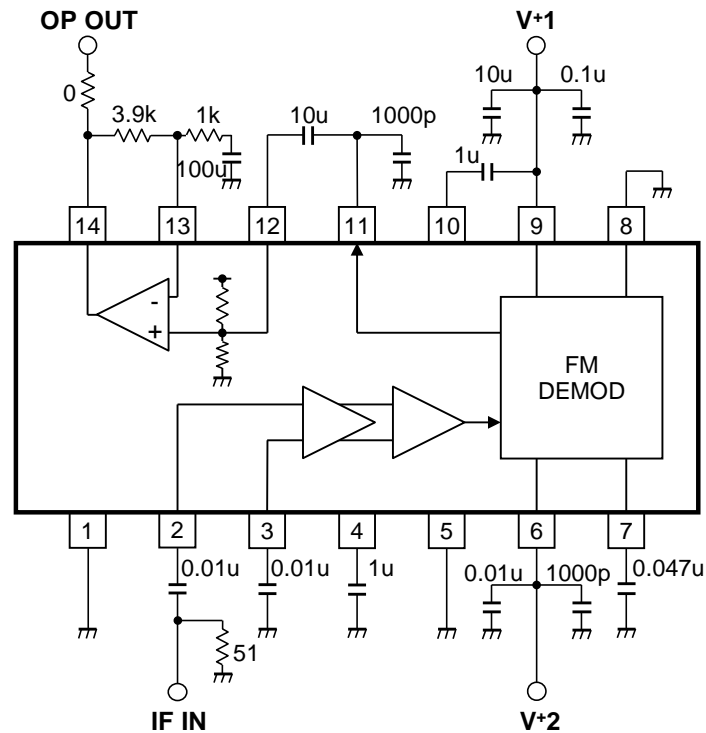 OP OUT
V+1
0
3.9k
1k
100u
10u
1000p
10u
0.1u
1u
14
13
12
11
10
9
8
-
+
FM
DEMOD
1
2
3
4
5
6
7
0.01u
0.01u
1u
0.01u
1000p
0.047u
51
IF IN
V+2